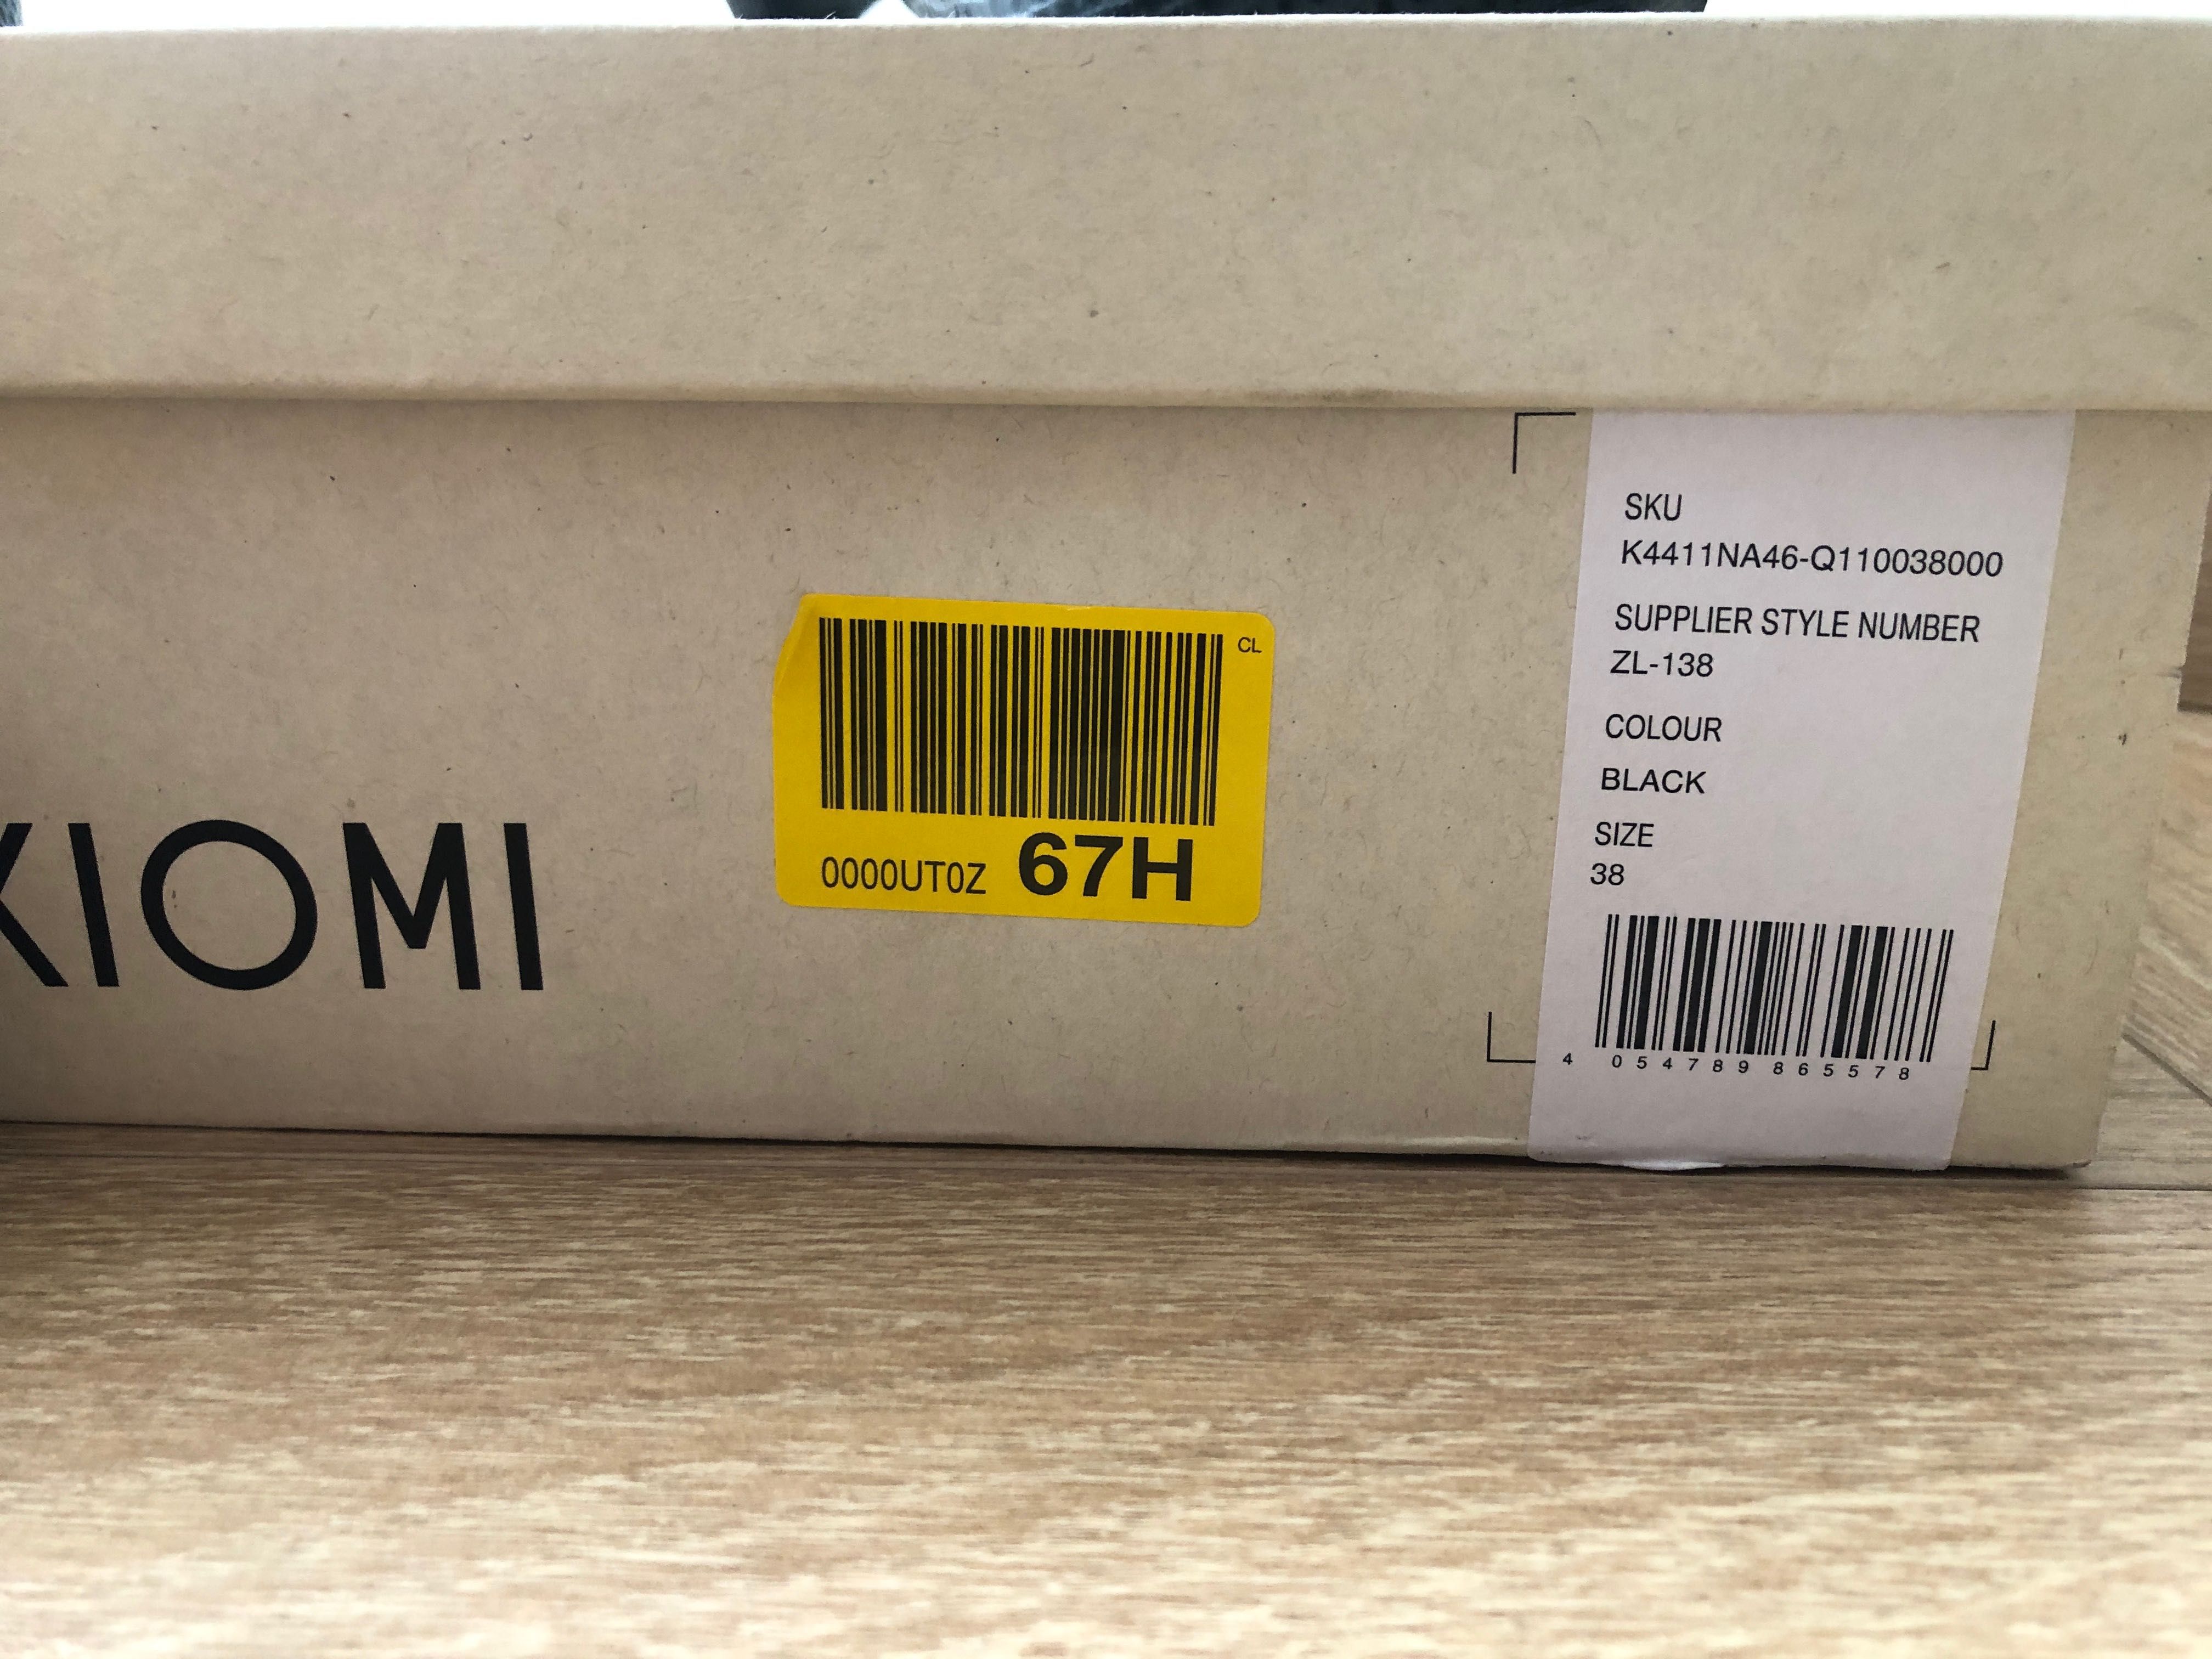 KIOMI
CL
0000UT0Z 67H
SKU
K4411NA46-Q110038000
SUPPLIER STYLE NUMBER
ZL-138
COLOUR
BLACK
SIZE
38
4 054789 865578